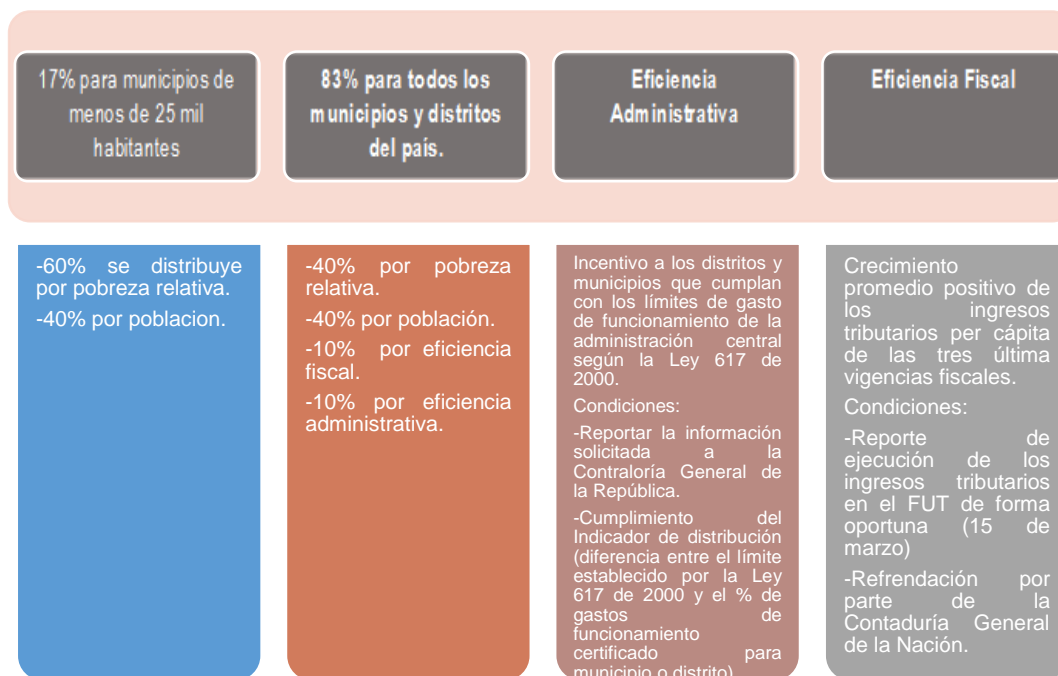 17% para municipios de
menos de 25 mil
habitantes
83% para todos los
municipios y distritos
del país.
Eficiencia
Administrativa
Eficiencia Fiscal
-60% se distribuye
por pobreza relativa.
-40% por poblacion.
-40% por pobreza
relativa.
-40% por población.
-10% por eficiencia
fiscal.
-10% por eficiencia
administrativa.
Incentivo a los distritos y
municipios que cumplan
con los límites de gasto
de funcionamiento de la
administración central
según la Ley 617 de
2000.
Condiciones:
-Reportar la información
solicitada a la
Contraloría General de
la República.
-Cumplimiento del
Indicador de distribución
(diferencia entre el límite
establecido por la Ley
617 de 2000 y el % de
gastos de
funcionamiento
certificado para
municipio o distrito)
Crecimiento
promedio positivo de
los ingresos
tributarios per cápita
de las tres última
vigencias fiscales.
Condiciones:
-Reporte de
ejecución de los
ingresos tributarios
en el FUT de forma
oportuna (15 de
marzo)
-Refrendación por
parte de la
Contaduría General
de la Nación.